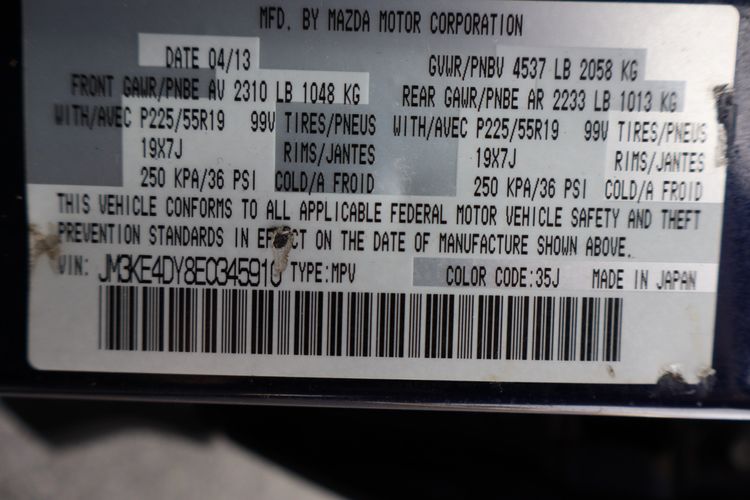 MFD. BY MAZDA MOTOR CORPORATION
DATE 04/13 GVWR/PNBV 4537 LB 2058 KG
FRONT GAWR/PNBE AV 2310 LB 1048 KG REAR GAWR/PNBE AR 2233 LB 1013 KG
WITH/AVEC P225/55R19 99V TIRES/PNEUS WITH/AVEC P225/55R19 99V TIRES/PNEUS
19X7J RIMS/JANTES 19X7J RIMS/JANTES
250 KPA/36 PSI COLD/A FROID 250 KPA/36 PSI COLD/A FROID
THIS VEHICLE CONFORMS TO ALL APPLICABLE FEDERAL MOTOR VEHICLE SAFETY AND THEFT
PREVENTION STANDARDS IN EFFECT ON THE DATE OF MANUFACTURE SHOWN ABOVE.
VIN: JM3KE4DY8E0345910 TYPE:MPV COLOR CODE:35J MADE IN JAPAN